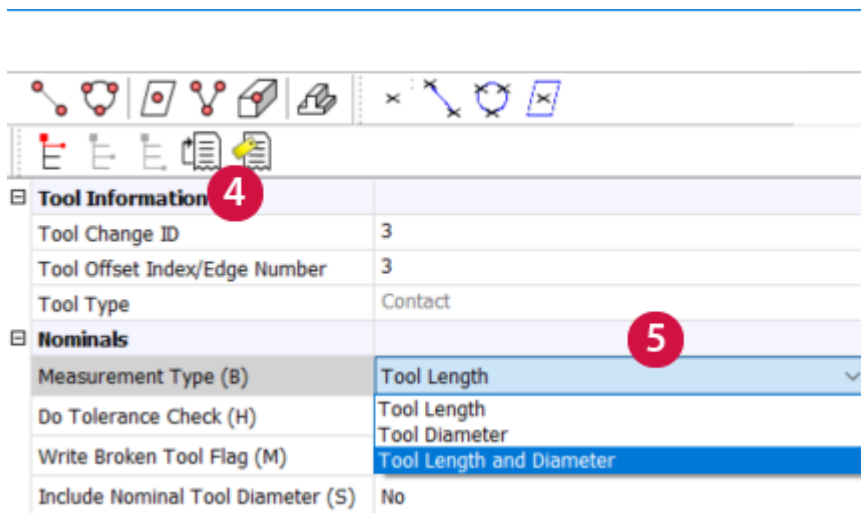 4
Tool Information
Tool Change ID 3
Tool Offset Index/Edge Number 3
Tool Type Contact
5
Nominals
Measurement Type (B) Tool Length
Do Tolerance Check (H) Tool Length
Tool Diameter
Write Broken Tool Flag (M) Tool Length and Diameter
Include Nominal Tool Diameter (S) No